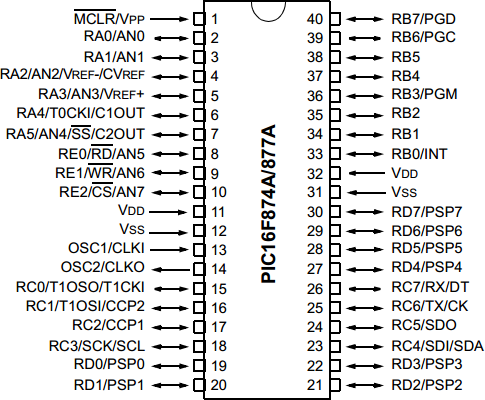 MCLR/VPP 1 40 RB7/PGD
RA0/AN0 2 39 RB6/PGC
RA1/AN1 3 38 RB5
RA2/AN2/VREF-/CVREF 4 37 RB4
RA3/AN3/VREF+ 5 36 RB3/PGM
RA4/T0CKI/C1OUT 6 35 RB2
RA5/AN4/SS/C2OUT 7 34 RB1
RE0/RD/AN5 8 33 RB0/INT
RE1/WR/AN6 9 32 VDD
RE2/CS/AN7 10 31 VSS
VDD 11 30 RD7/PSP7
VSS 12 29 RD6/PSP6
OSC1/CLKI 13 28 RD5/PSP5
OSC2/CLKO 14 27 RD4/PSP4
RC0/T1OSO/T1CKI 15 26 RC7/RX/DT
RC1/T1OSI/CCP2 16 25 RC6/TX/CK
RC2/CCP1 17 24 RC5/SDO
RC3/SCK/SCL 18 23 RC4/SDI/SDA
RD0/PSP0 19 22 RD3/PSP3
RD1/PSP1 20 21 RD2/PSP2
PIC16F874A/877A